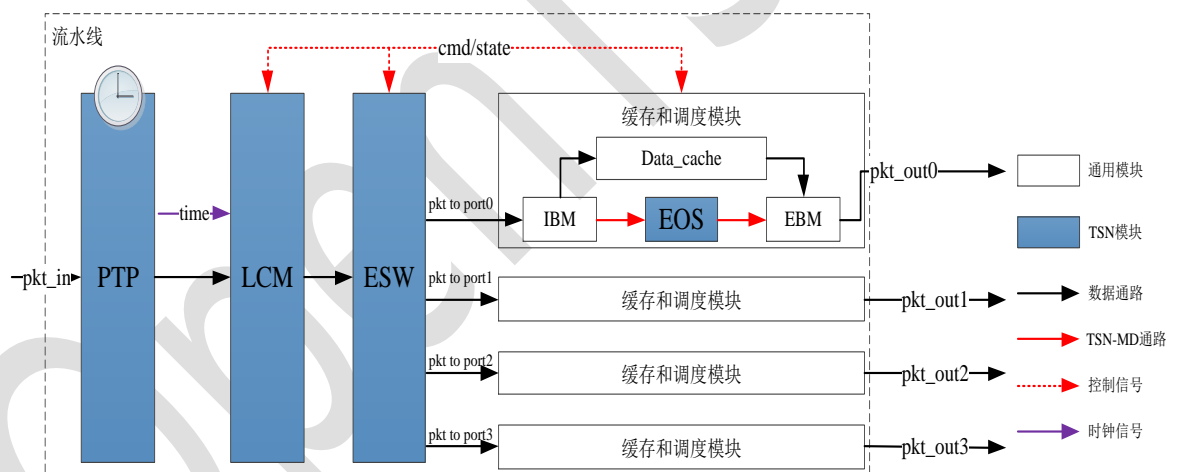 流水线
cmd/state
缓存和调度模块
Data_cache
pkt_out0
通用模块
pkt to port0
IBM
EOS
EBM
time
TSN模块
pkt_in
PTP
LCM
ESW
pkt to port1
缓存和调度模块
pkt_out1
数据通路
TSN-MD通路
pkt to port2
缓存和调度模块
pkt_out2
控制信号
pkt to port3
缓存和调度模块
pkt_out3
时钟信号